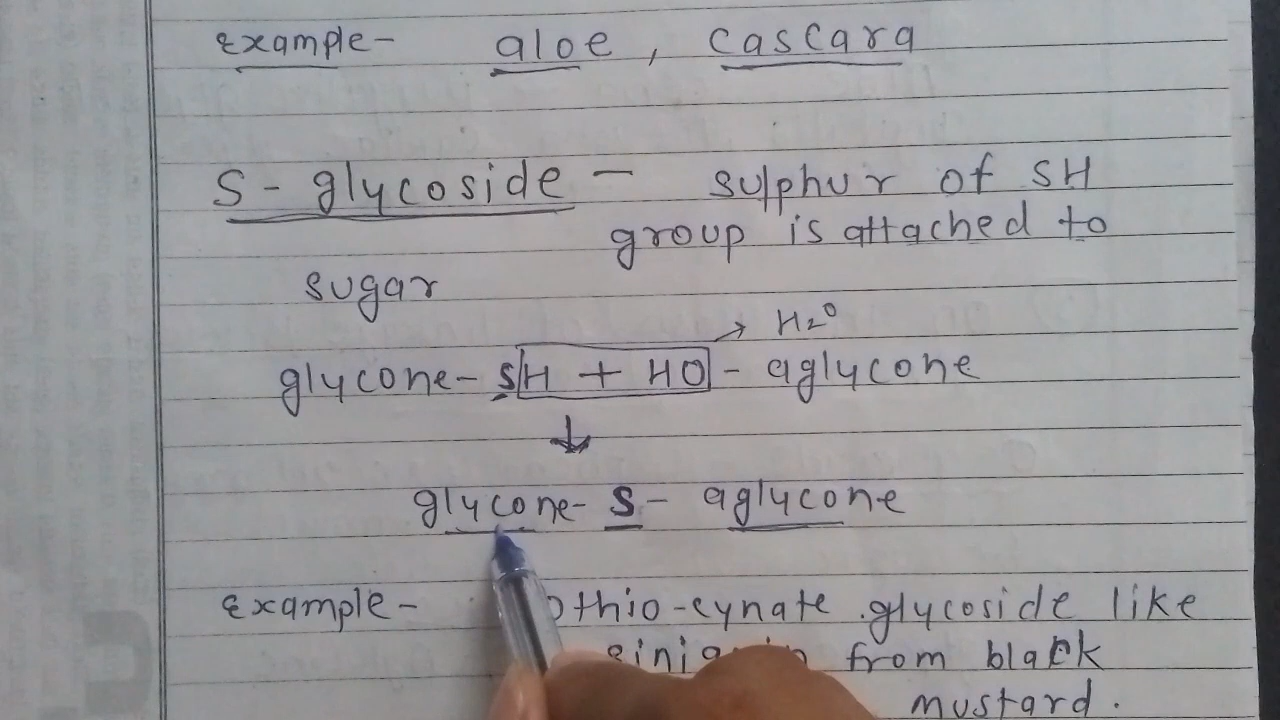 Example - aloe, cascara
S-glycoside - sulphur of SH
group is attached to
sugar
→ H₂O
glycone-SH + HO - aglycone
↓
glycone- S - aglycone
Example - othio-cynate glycoside like
from black
mustard.